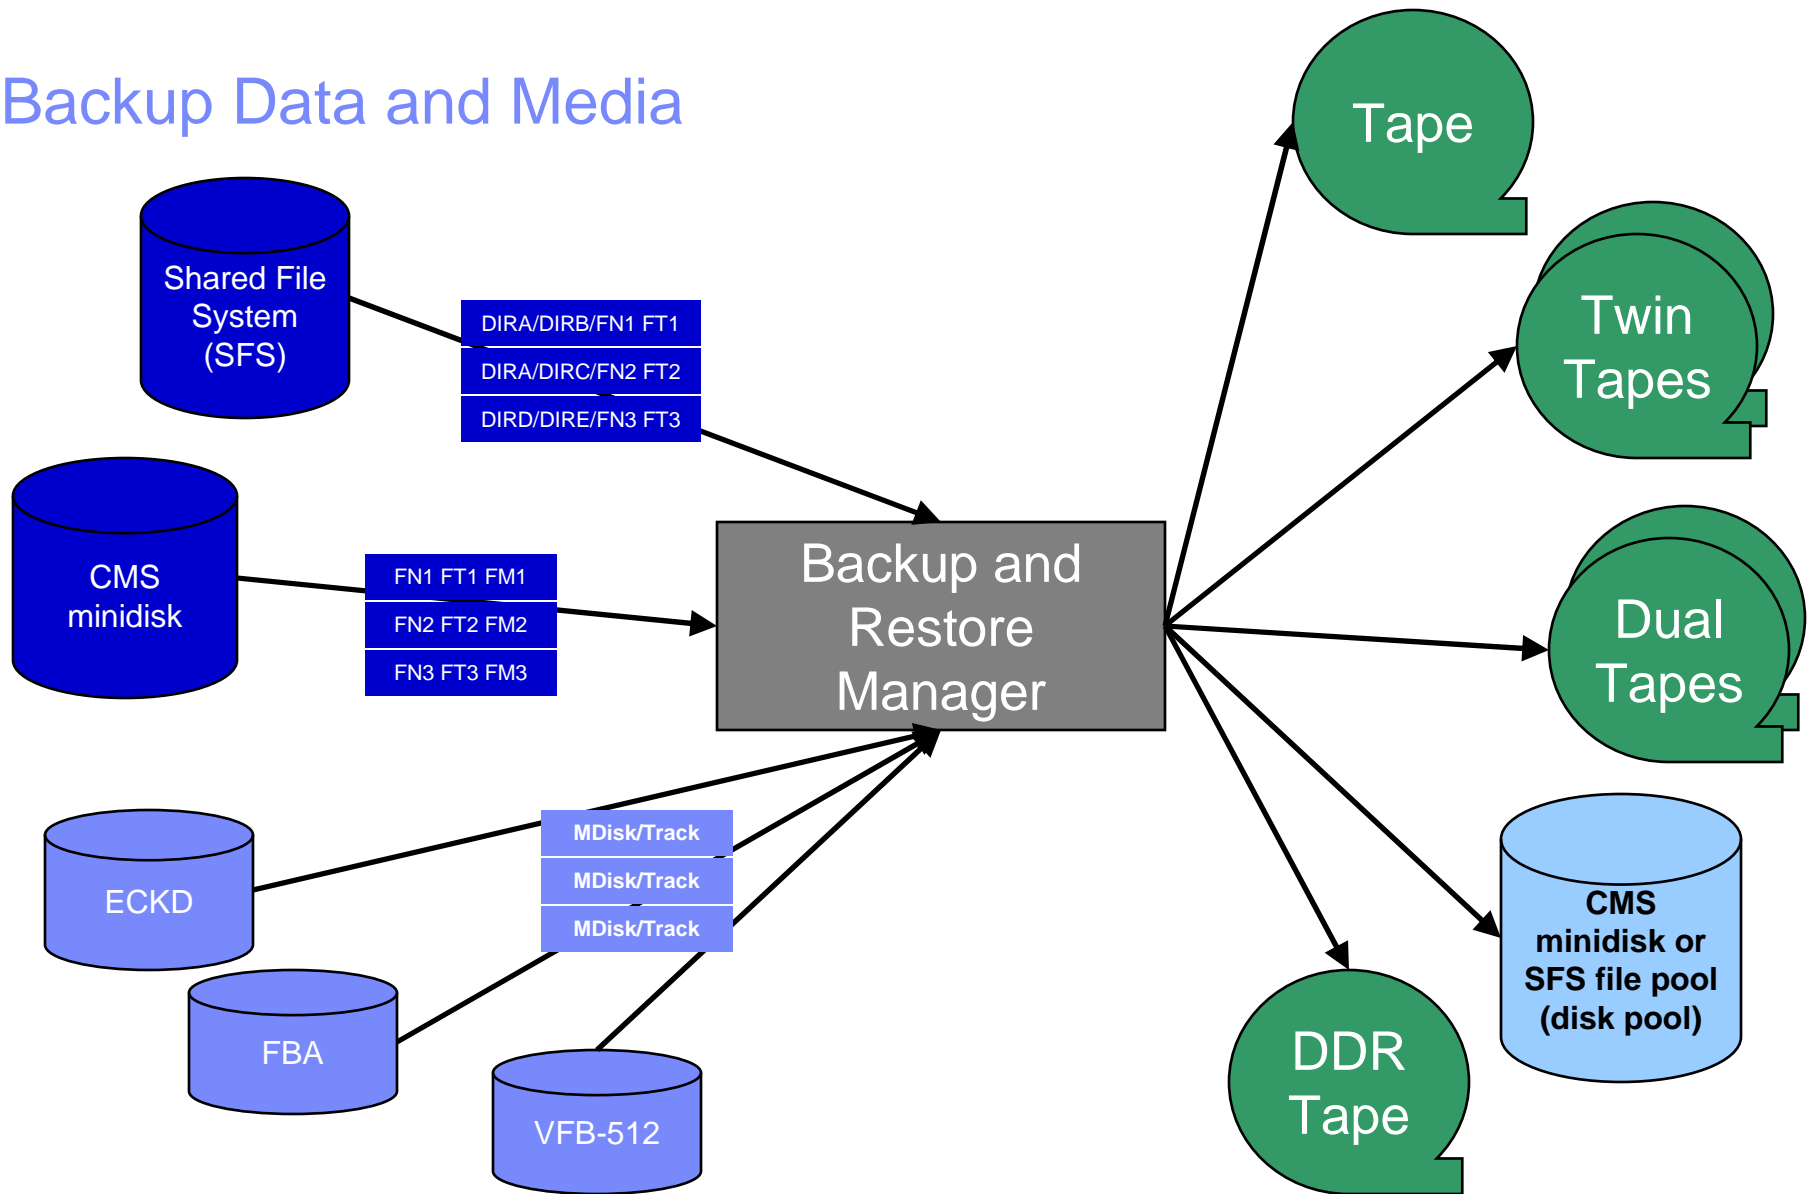 Backup Data and Media
Tape
Shared File
System
(SFS)
DIRA/DIRB/FN1 FT1
DIRA/DIRC/FN2 FT2
DIRD/DIRE/FN3 FT3
Twin
Tapes
CMS
minidisk
FN1 FT1 FM1
FN2 FT2 FM2
FN3 FT3 FM3
Backup and
Restore
Manager
Dual
Tapes
ECKD
FBA
VFB-512
MDisk/Track
MDisk/Track
MDisk/Track
CMS
minidisk or
SFS file pool
(disk pool)
DDR
Tape